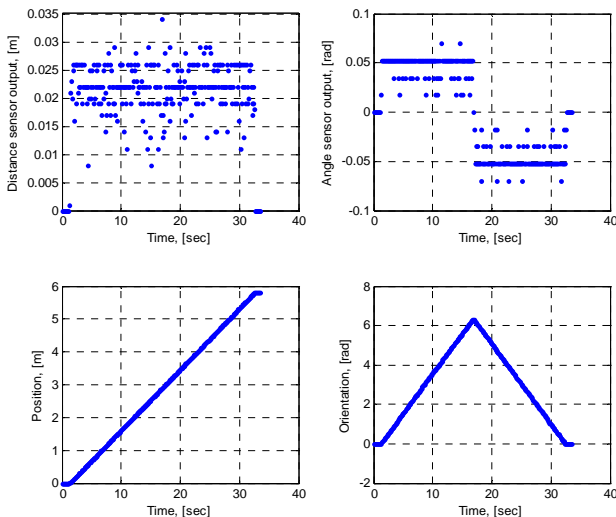 0.035
0.03
0.025
0.02
0.015
0.01
0.005
0
0 10 20 30 40
Distance sensor output, [m]
Time, [sec]
0.1
0.05
0
-0.05
-0.1
0 10 20 30 40
Angle sensor output, [rad]
Time, [sec]
6
5
4
3
2
1
0
0 10 20 30 40
Position, [m]
Time, [sec]
8
6
4
2
0
-2
0 10 20 30 40
Orientation, [rad]
Time, [sec]